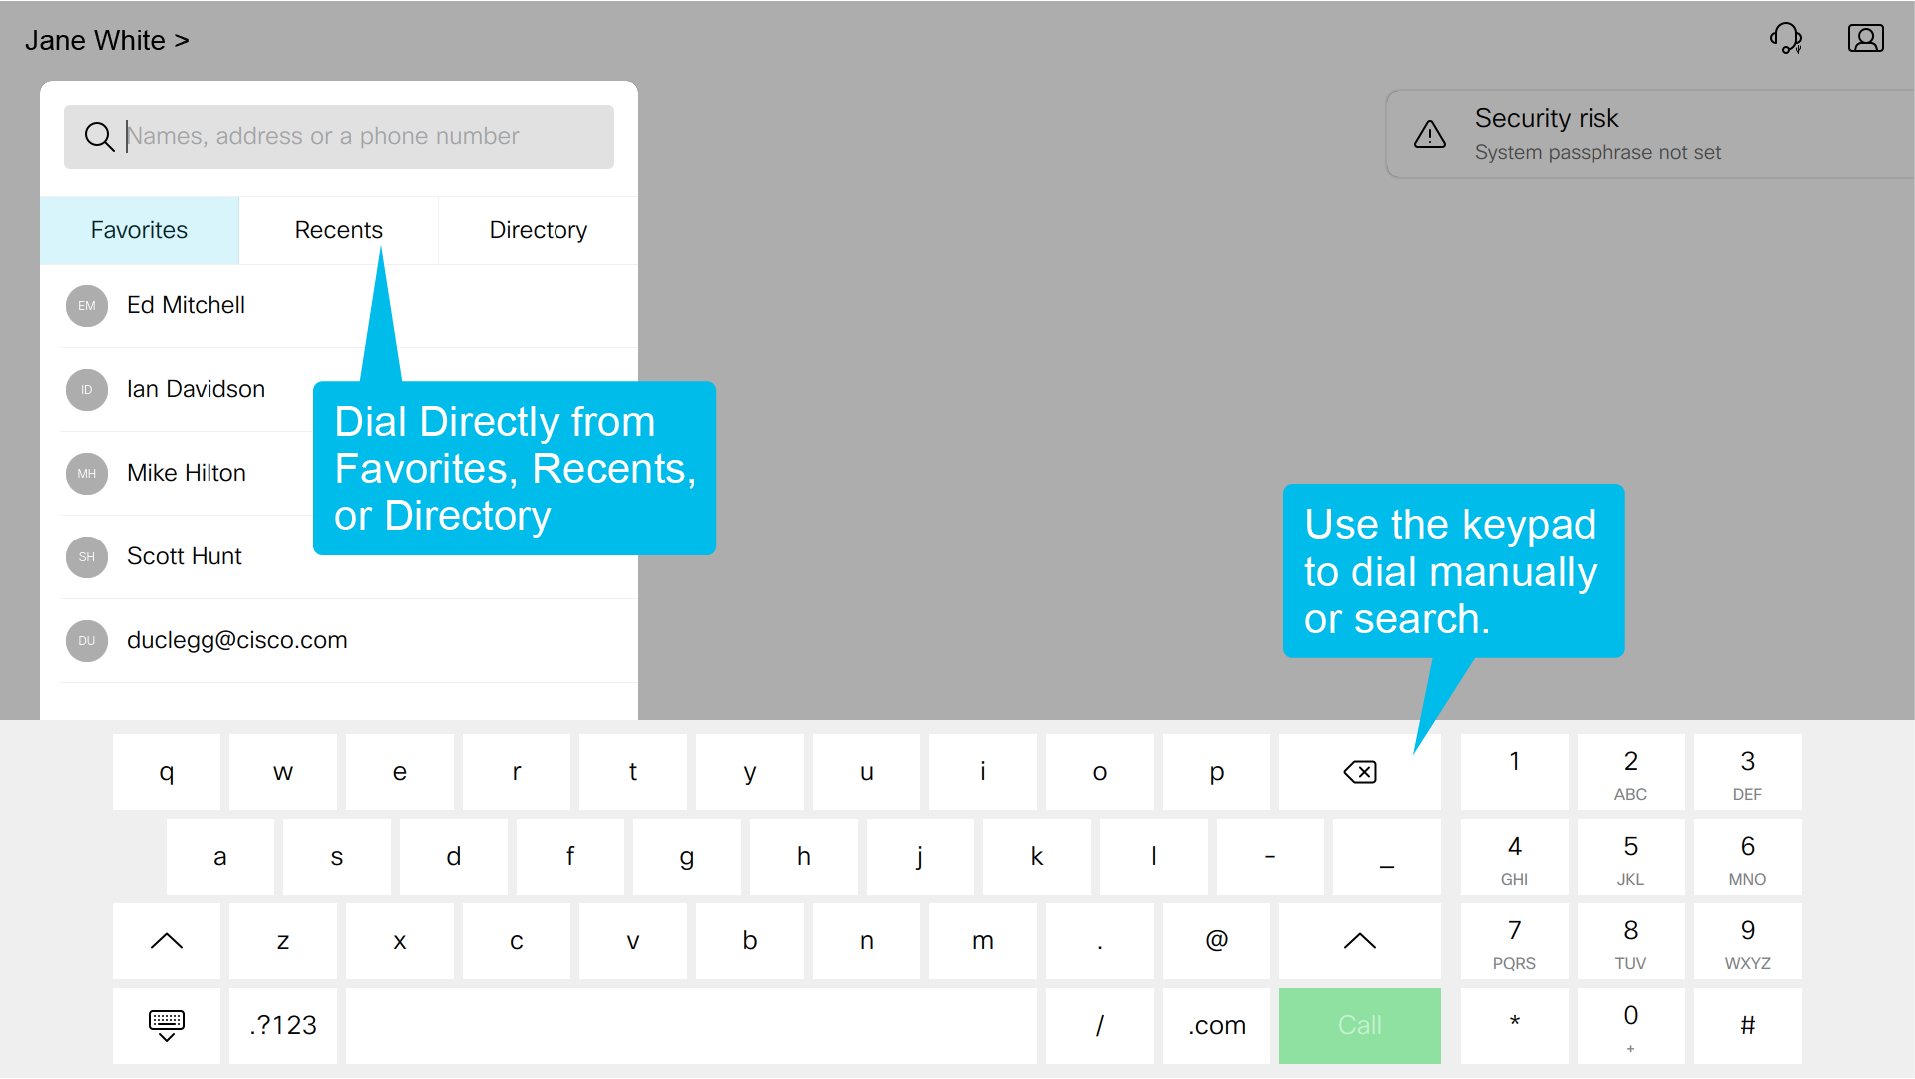 Jane White >
Names, address or a phone number
Security risk
System passphrase not set
Favorites
Recents
Directory
EM
Ed Mitchell
ID
Ian Davidson
MH
Mike Hilton
SH
Scott Hunt
DU
duclegg@cisco.com
Dial Directly from
Favorites, Recents,
or Directory
Use the keypad
to dial manually
or search.
q w e r t y u i o p
1
2
ABC
3
DEF
a s d f g h j k l - _
4
GHI
5
JKL
6
MNO
z x c v b n m . @
7
PQRS
8
TUV
9
WXYZ
.?123
/
.com
Call
*
0
+
#